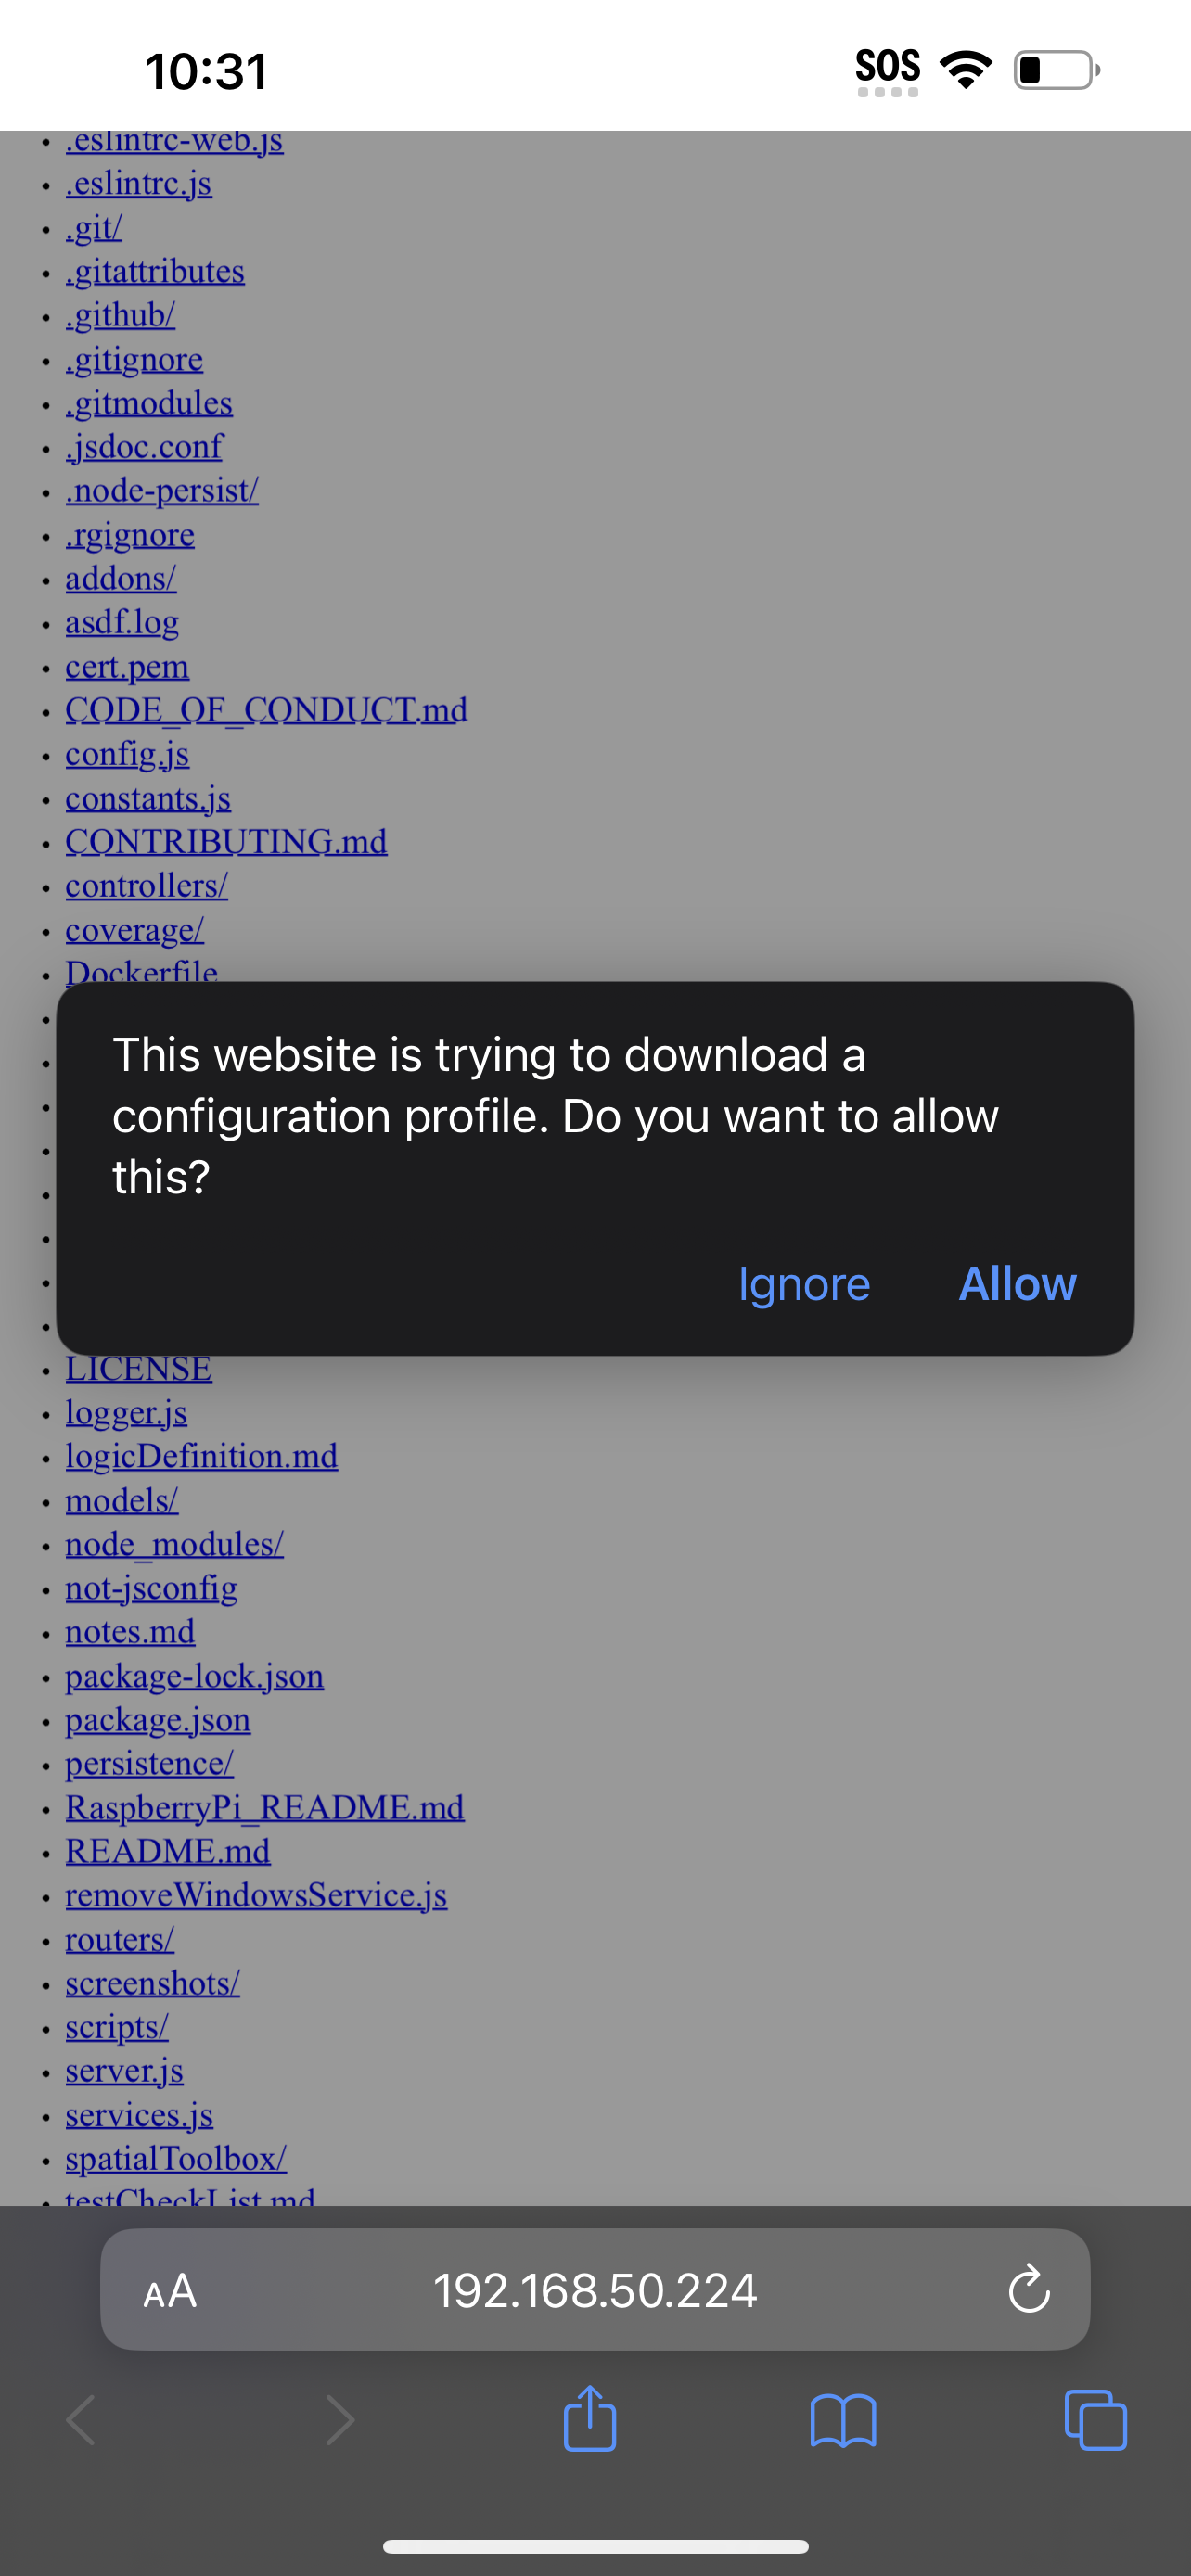 10:31 SOS
.eslintrc-web.js
.eslintrc.js
.git/
.gitattributes
.github/
.gitignore
.gitmodules
.jsdoc.conf
.node-persist/
.rgignore
addons/
asdf.log
cert.pem
CODE_OF_CONDUCT.md
config.js
constants.js
CONTRIBUTING.md
controllers/
coverage/
Dockerfile
This website is trying to download a
configuration profile. Do you want to allow
this?
Ignore Allow
LICENSE
logger.js
logicDefinition.md
models/
node_modules/
not-jsconfig
notes.md
package-lock.json
package.json
persistence/
RaspberryPi_README.md
README.md
removeWindowsService.js
routers/
screenshots/
scripts/
server.js
services.js
spatialToolbox/
testCheckList.md
AA 192.168.50.224